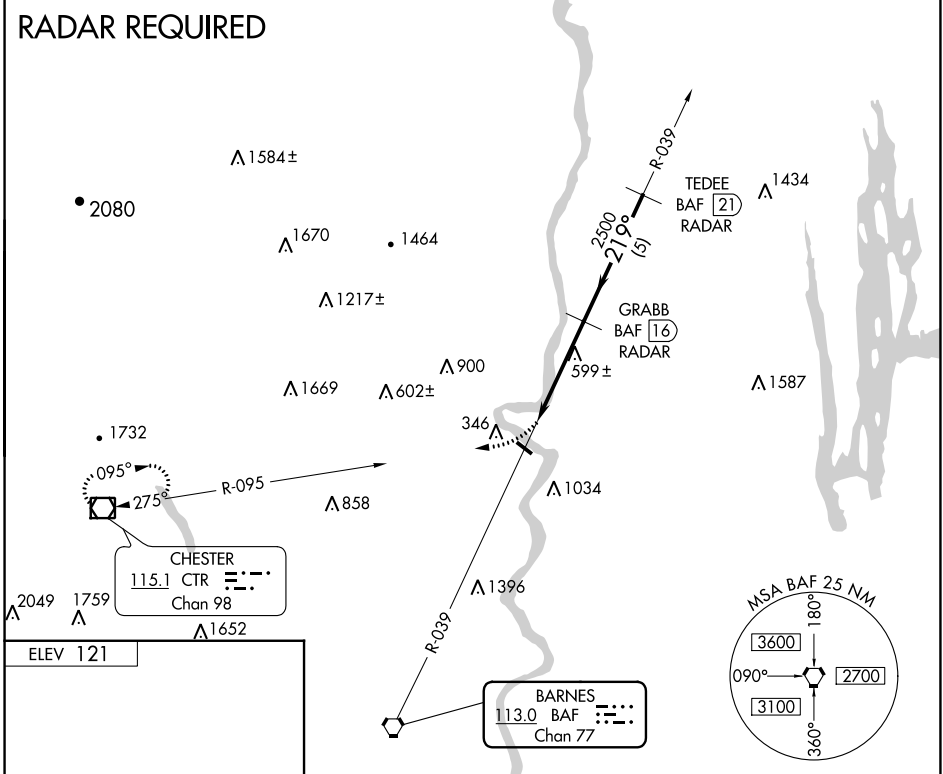 RADAR REQUIRED
1584±
2080
1670
1464
1217±
R-039
TEDEE
BAF 21
RADAR
1434
2500
219°
(5)
GRABB
BAF 16
RADAR
599±
900
1669
602±
1587
346
1732
095°
275°
R-095
858
1034
CHESTER
115.1 CTR
Chan 98
2049
1759
1652
1396
R-039
ELEV 121
BARNES
113.0 BAF
Chan 77
MSA BAF 25 NM
180°
3600
090°
2700
3100
360°